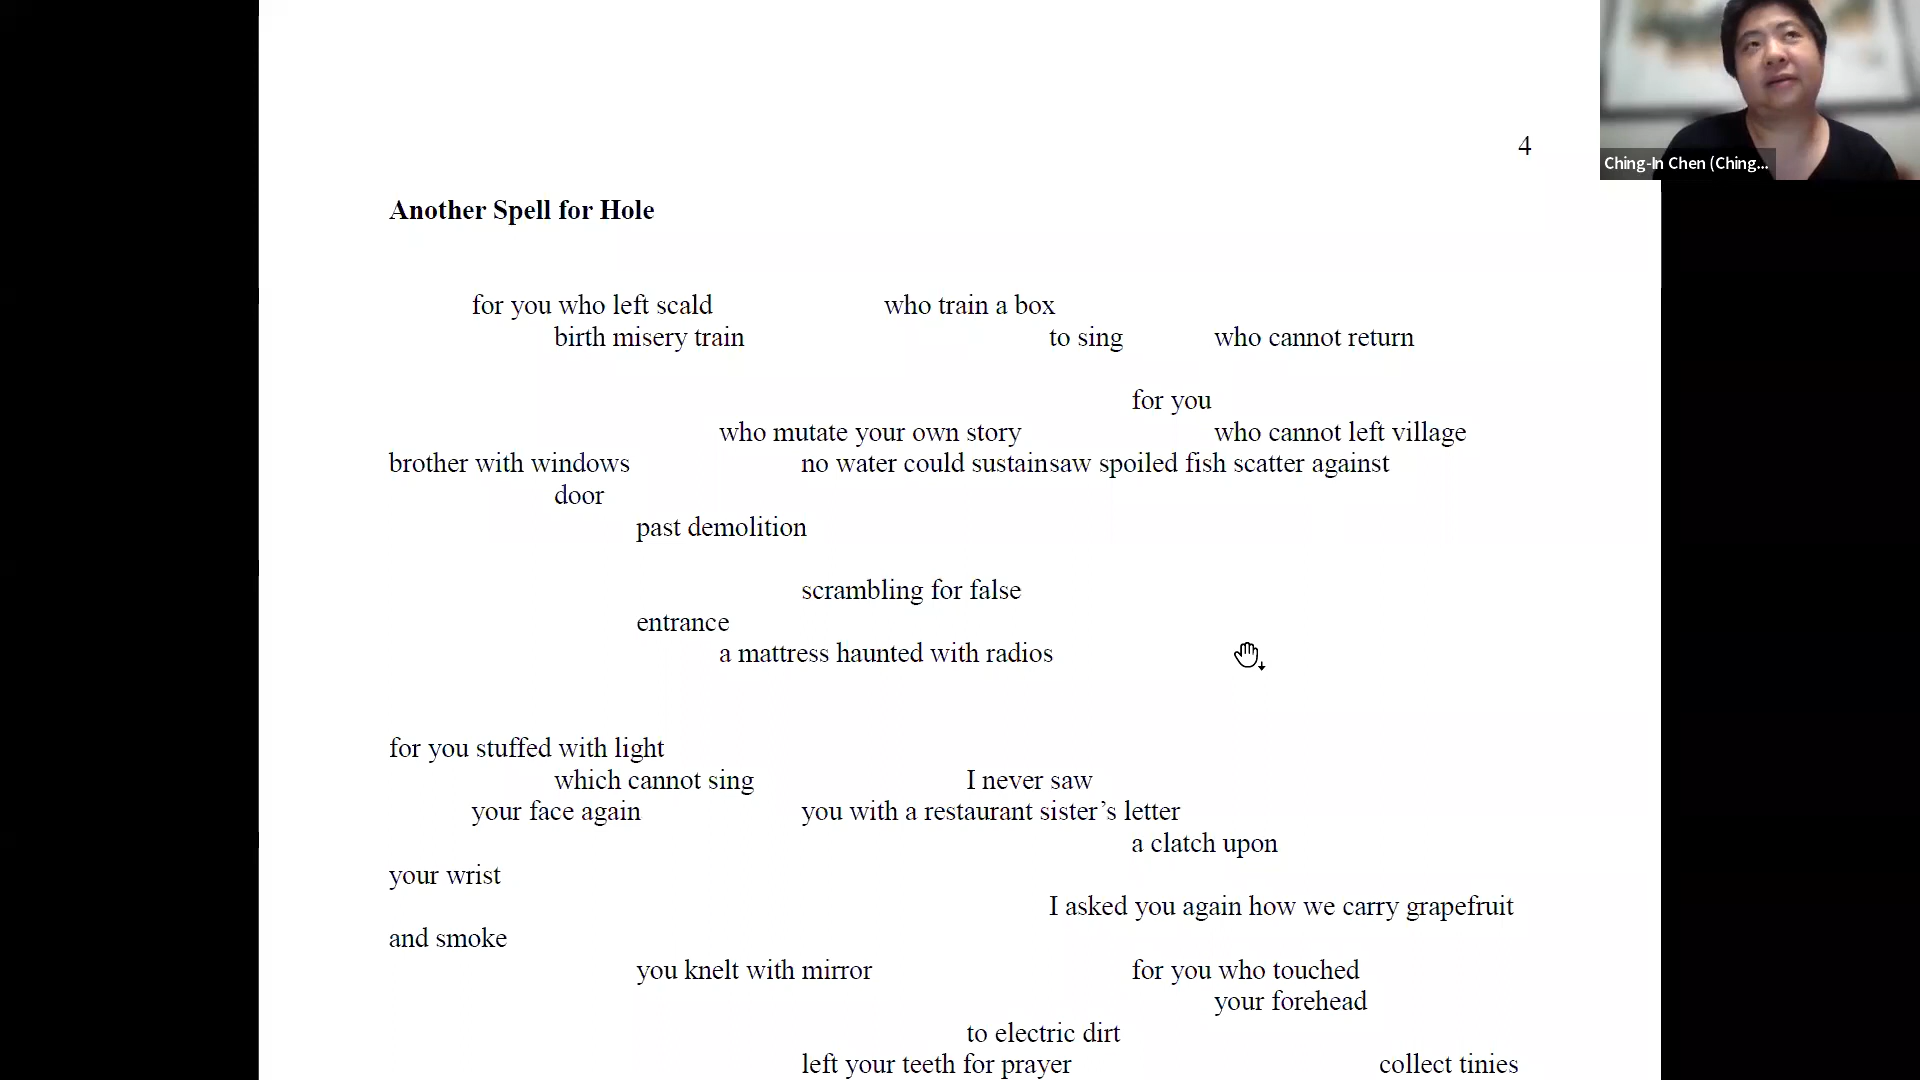 4
Ching-In Chen (Ching...
Another Spell for Hole
for you who left scald who train a box
birth misery train to sing who cannot return
for you
who mutate your own story who cannot left village
brother with windows no water could sustainsaw spoiled fish scatter against
door
past demolition
scrambling for false
entrance
a mattress haunted with radios
for you stuffed with light
which cannot sing I never saw
your face again you with a restaurant sister’s letter
a clatch upon
your wrist
I asked you again how we carry grapefruit
and smoke
you knelt with mirror for you who touched
your forehead
to electric dirt
left your teeth for prayer collect tinies